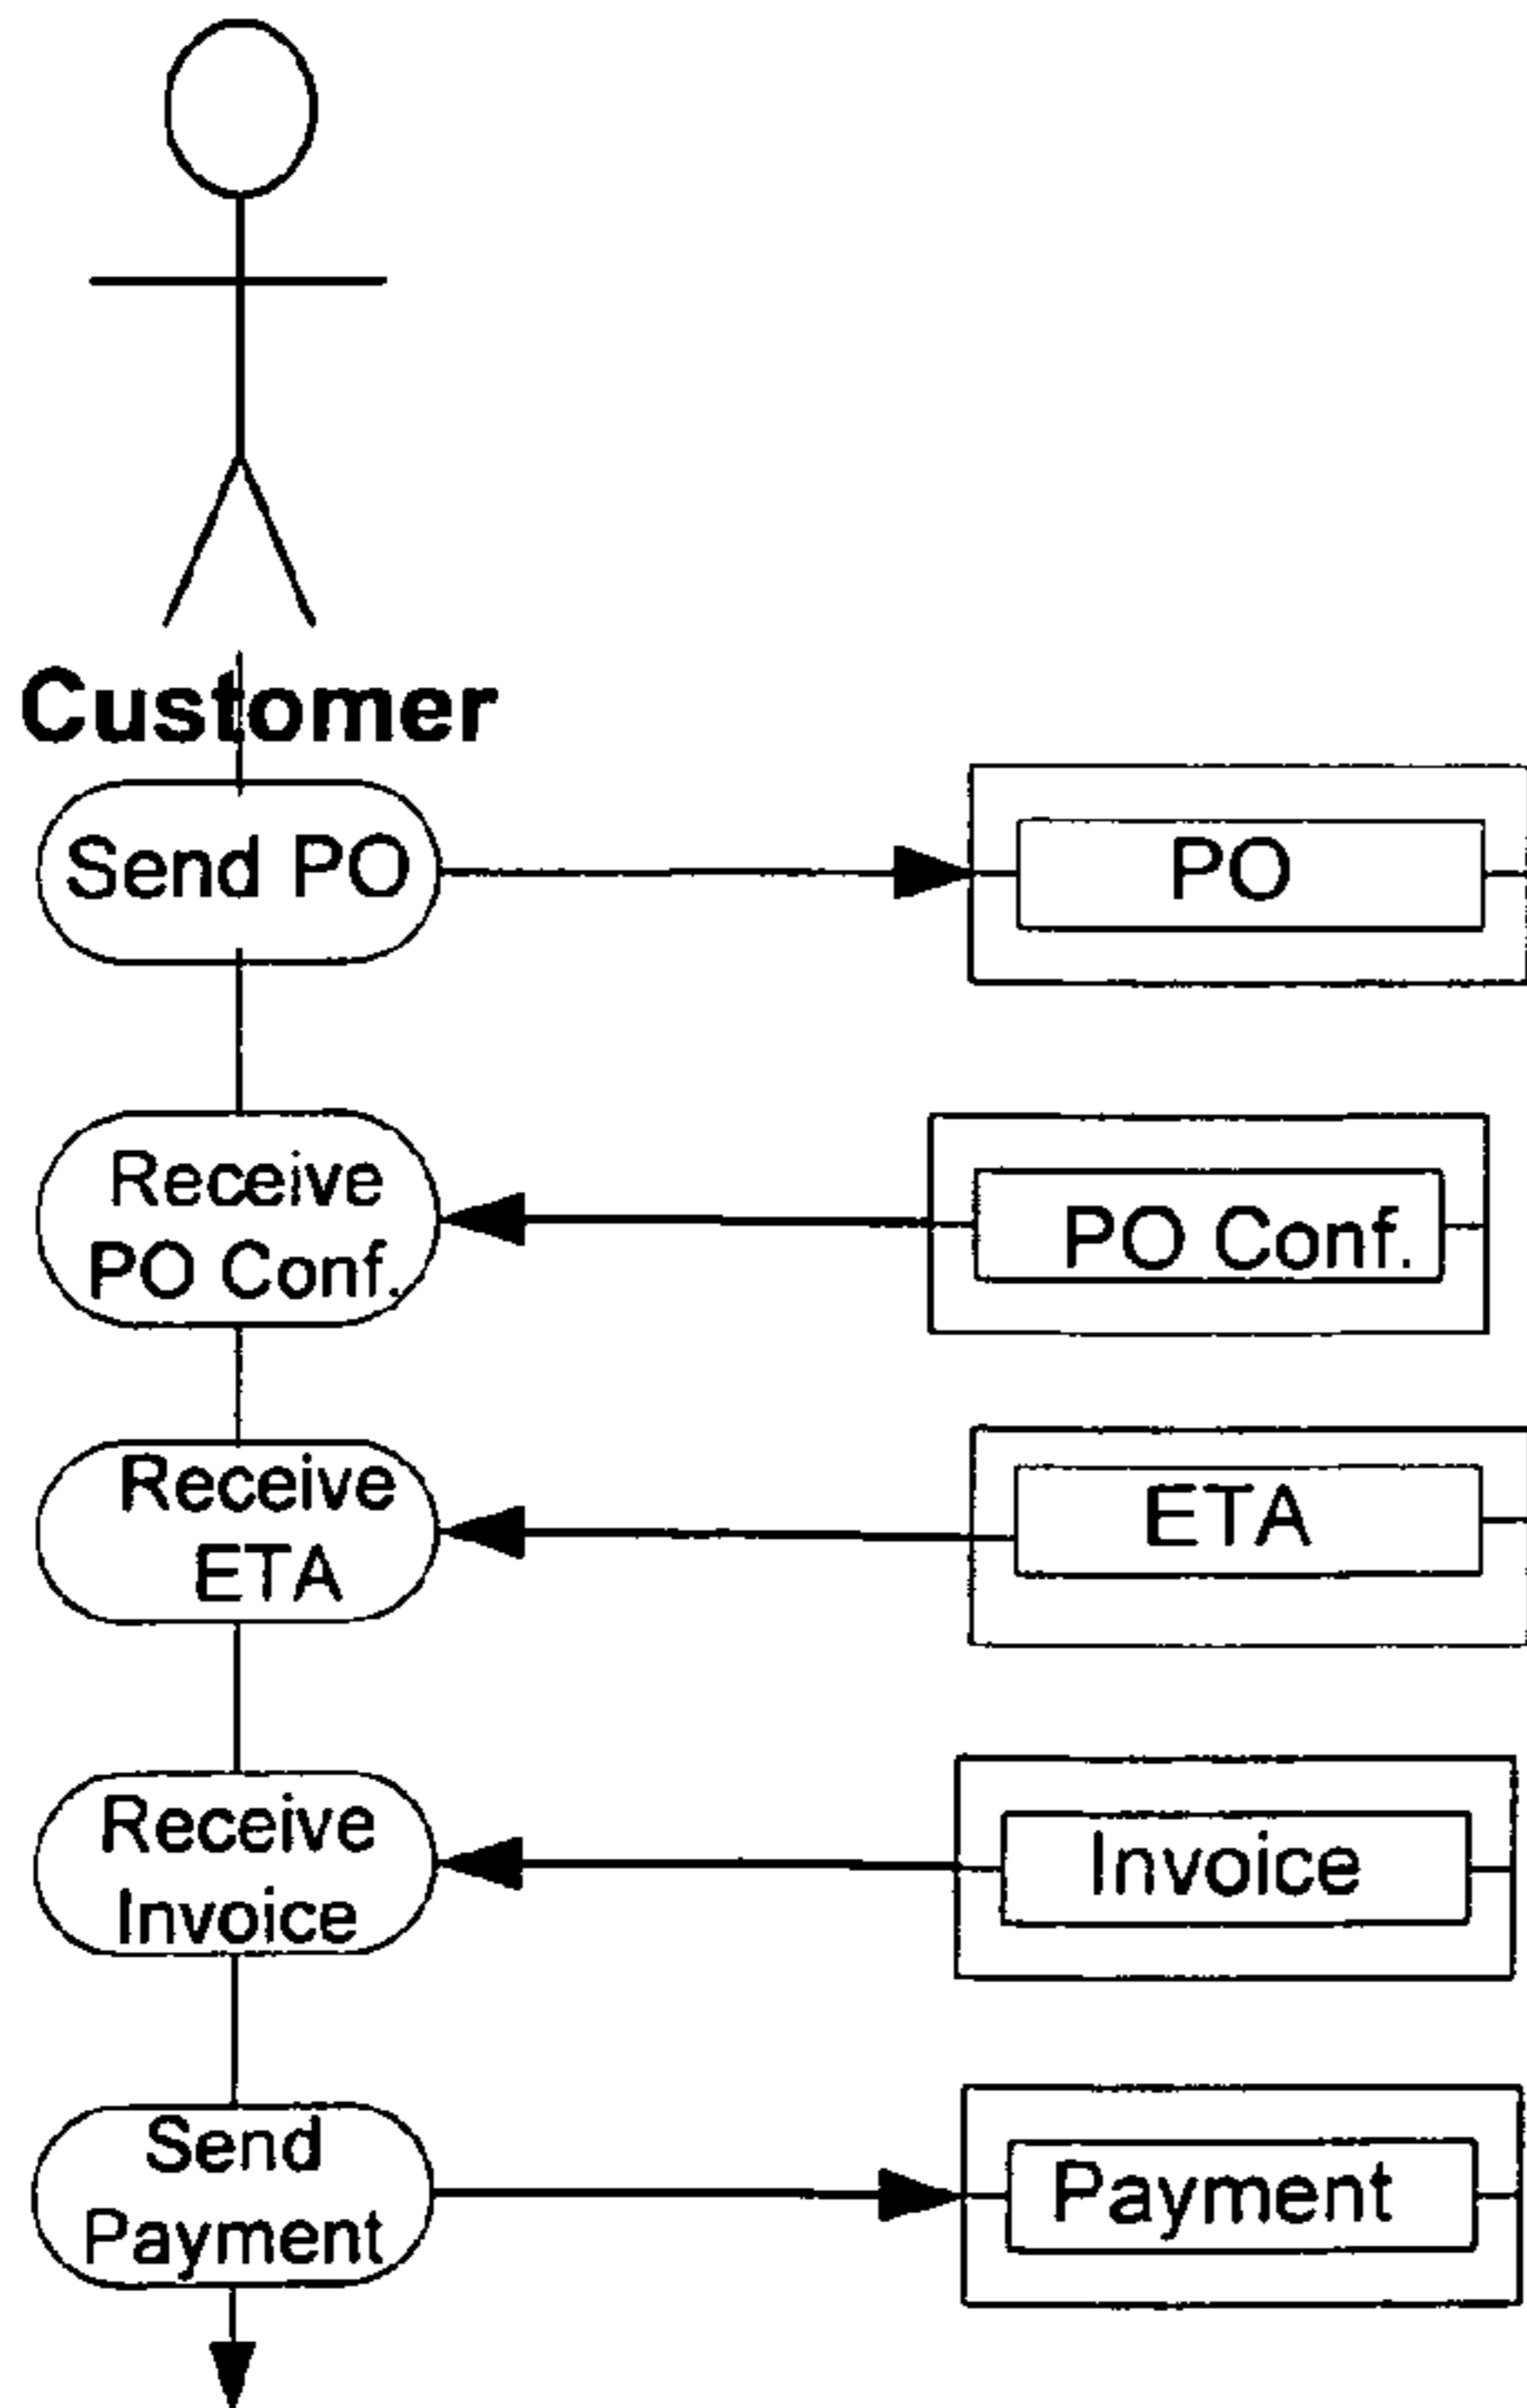 Customer
Send PO
PO
Receive
PO Conf.
PO Conf.
Receive
ETA
ETA
Receive
Invoice
Invoice
Send
Payment
Payment